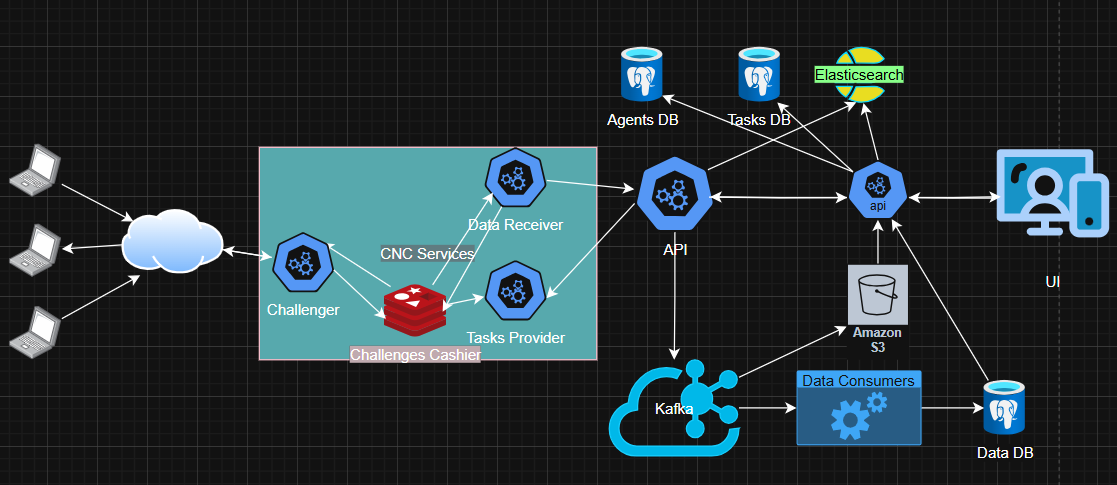 Elasticsearch
Agents DB
Tasks DB
Data Receiver
CNC Services
api
API
UI
Challenger
Tasks Provider
Challenges Cashier
Amazon
S3
Data Consumers
Kafka
Data DB